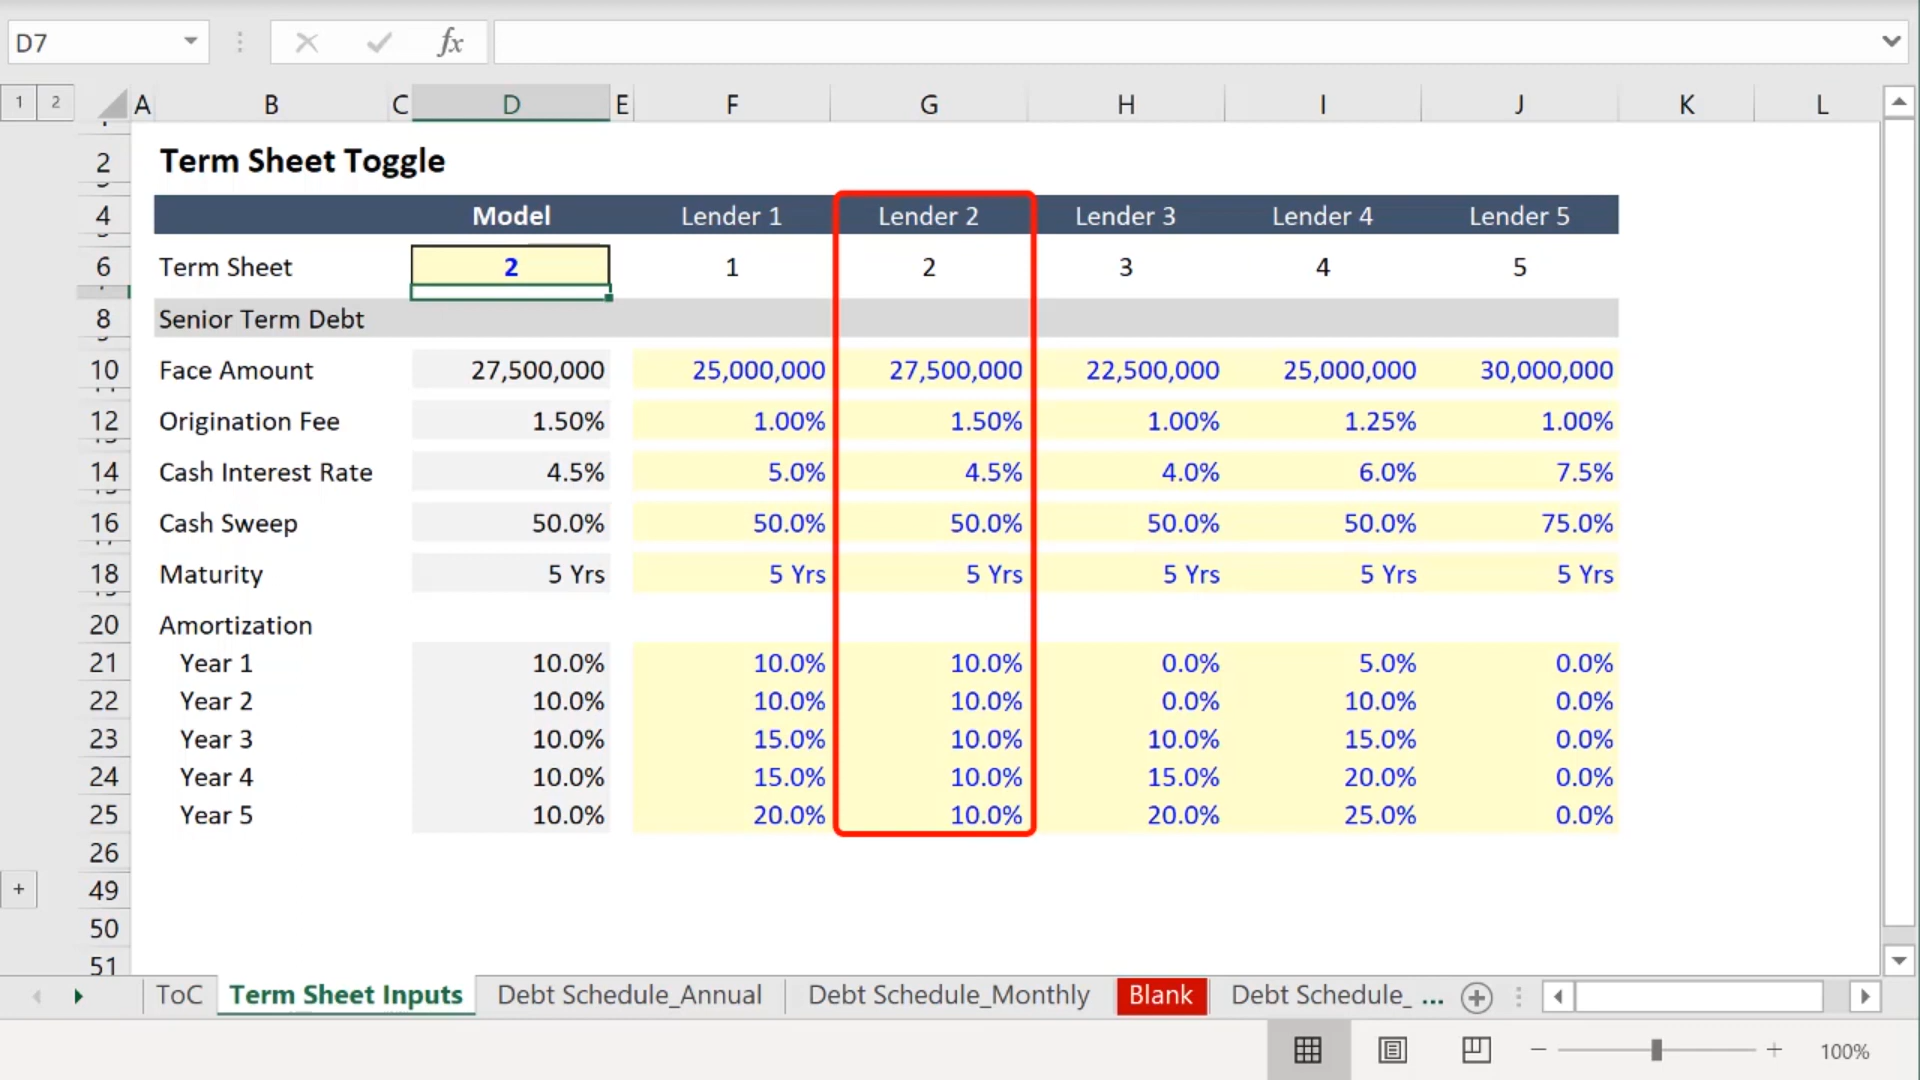 D7
fx
1 2 A B C D E F G H I J K L
2 Term Sheet Toggle
4 Model Lender 1 Lender 2 Lender 3 Lender 4 Lender 5
6 Term Sheet 2 1 2 3 4 5
8 Senior Term Debt
10 Face Amount 27,500,000 25,000,000 27,500,000 22,500,000 25,000,000 30,000,000
12 Origination Fee 1.50% 1.00% 1.50% 1.00% 1.25% 1.00%
14 Cash Interest Rate 4.5% 5.0% 4.5% 4.0% 6.0% 7.5%
16 Cash Sweep 50.0% 50.0% 50.0% 50.0% 50.0% 75.0%
18 Maturity 5 Yrs 5 Yrs 5 Yrs 5 Yrs 5 Yrs 5 Yrs
20 Amortization
21 Year 1 10.0% 10.0% 10.0% 0.0% 5.0% 0.0%
22 Year 2 10.0% 10.0% 10.0% 0.0% 10.0% 0.0%
23 Year 3 10.0% 15.0% 10.0% 10.0% 15.0% 0.0%
24 Year 4 10.0% 15.0% 10.0% 15.0% 20.0% 0.0%
25 Year 5 10.0% 20.0% 10.0% 20.0% 25.0% 0.0%
26
49
50
51
ToC Term Sheet Inputs Debt Schedule_Annual Debt Schedule_Monthly Blank Debt Schedule_ ...
100%